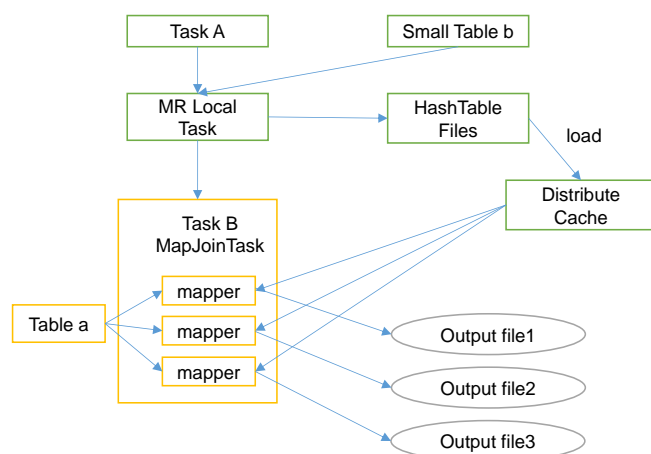 Task A
Small Table b
MR Local
Task
HashTable
Files
load
Distribute
Cache
Task B
MapJoinTask
mapper
Table a
mapper
mapper
Output file1
Output file2
Output file3